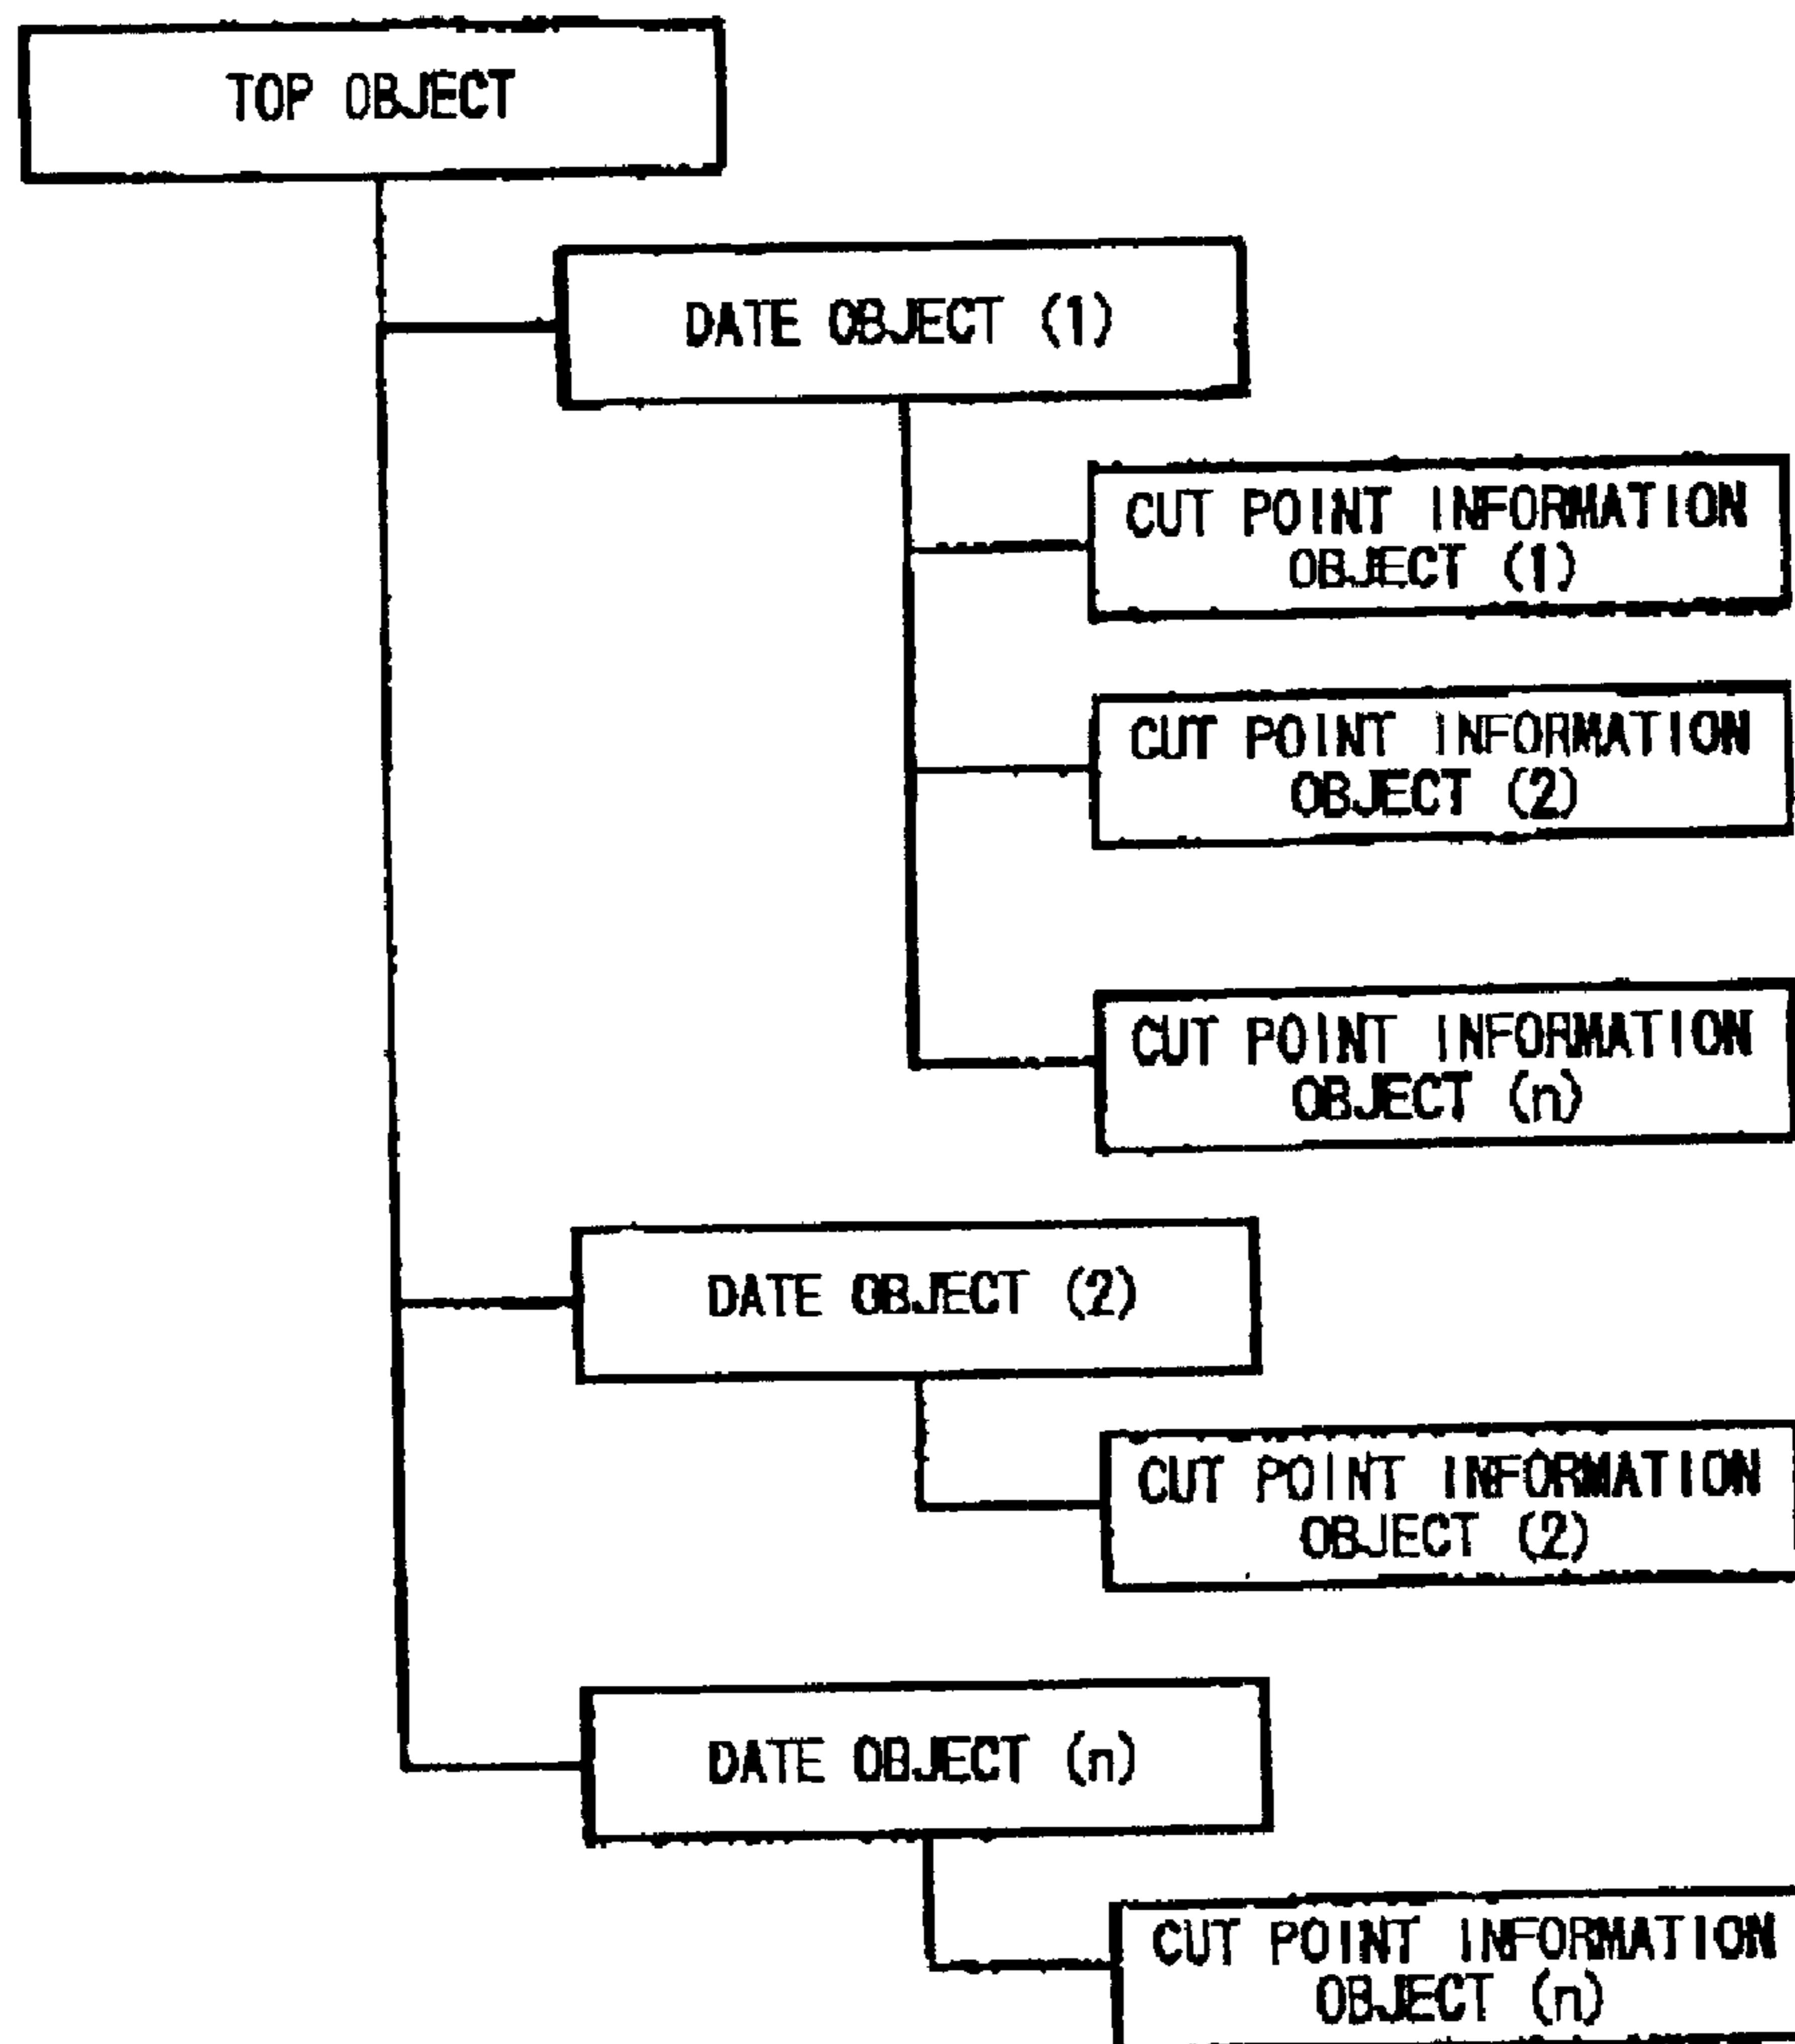 TOP OBJECT
DATE OBJECT (1)
CUT POINT INFORMATION
OBJECT (1)
CUT POINT INFORMATION
OBJECT (2)
CUT POINT INFORMATION
OBJECT (n)
DATE OBJECT (2)
CUT POINT INFORMATION
OBJECT (2)
DATE OBJECT (n)
CUT POINT INFORMATION
OBJECT (n)